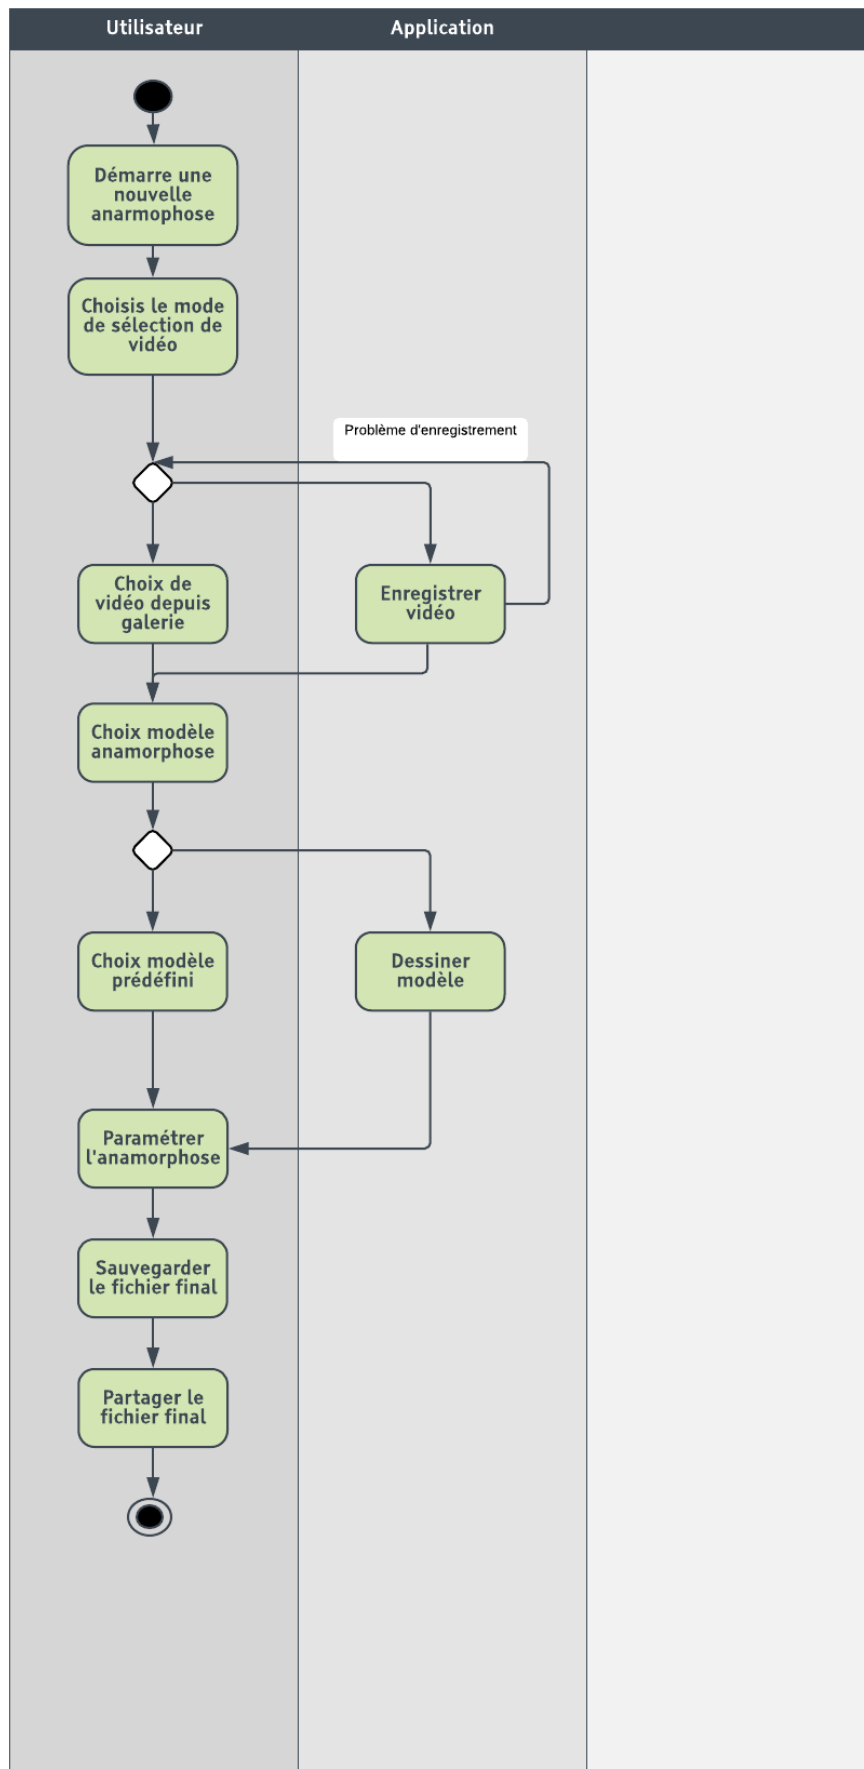 Utilisateur
Application
Démarre une
nouvelle
anarmophose
Choisis le mode
de sélection de
vidéo
Problème d'enregistrement
Choix de
vidéo depuis
galerie
Enregistrer
vidéo
Choix modèle
anamorphose
Choix modèle
prédéfini
Dessiner
modèle
Paramétrer
l'anamorphose
Sauvegarder
le fichier final
Partager le
fichier final